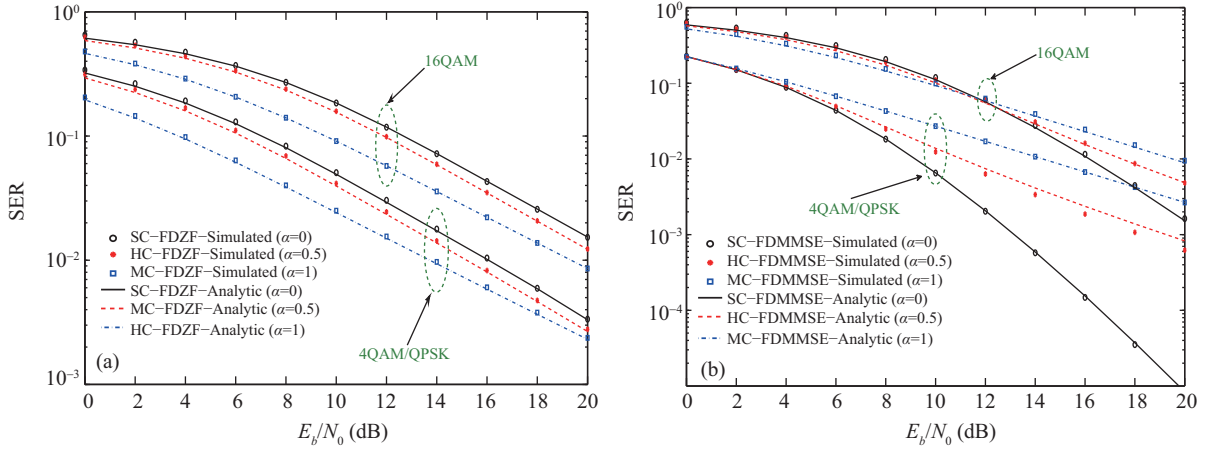 10⁰
10⁻¹
10⁻²
10⁻³
SER
16QAM
4QAM/QPSK
SC−FDZF−Simulated (α=0)
HC−FDZF−Simulated (α=0.5)
MC−FDZF−Simulated (α=1)
SC−FDZF−Analytic (α=0)
MC−FDZF−Analytic (α=0.5)
HC−FDZF−Analytic (α=1)
(a)
0 2 4 6 8 10 12 14 16 18 20
E_b/N_0 (dB)
10⁰
10⁻¹
10⁻²
10⁻³
10⁻⁴
SER
16QAM
4QAM/QPSK
SC−FDMMSE−Simulated (α=0)
HC−FDMMSE−Simulated (α=0.5)
MC−FDMMSE−Simulated (α=1)
SC−FDMMSE−Analytic (α=0)
HC−FDMMSE−Analytic (α=0.5)
MC−FDMMSE−Analytic (α=1)
(b)
0 2 4 6 8 10 12 14 16 18 20
E_b/N_0 (dB)